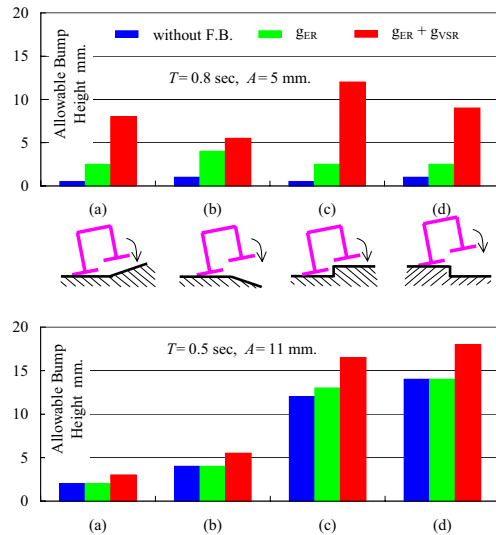 20
15
10
5
0
Allowable Bump
Height mm.
without F.B.
gER
gER + gVSR
T= 0.8 sec, A= 5 mm.
(a)
(b)
(c)
(d)
20
15
10
5
0
Allowable Bump
Height mm.
T= 0.5 sec, A= 11 mm.
(a)
(b)
(c)
(d)